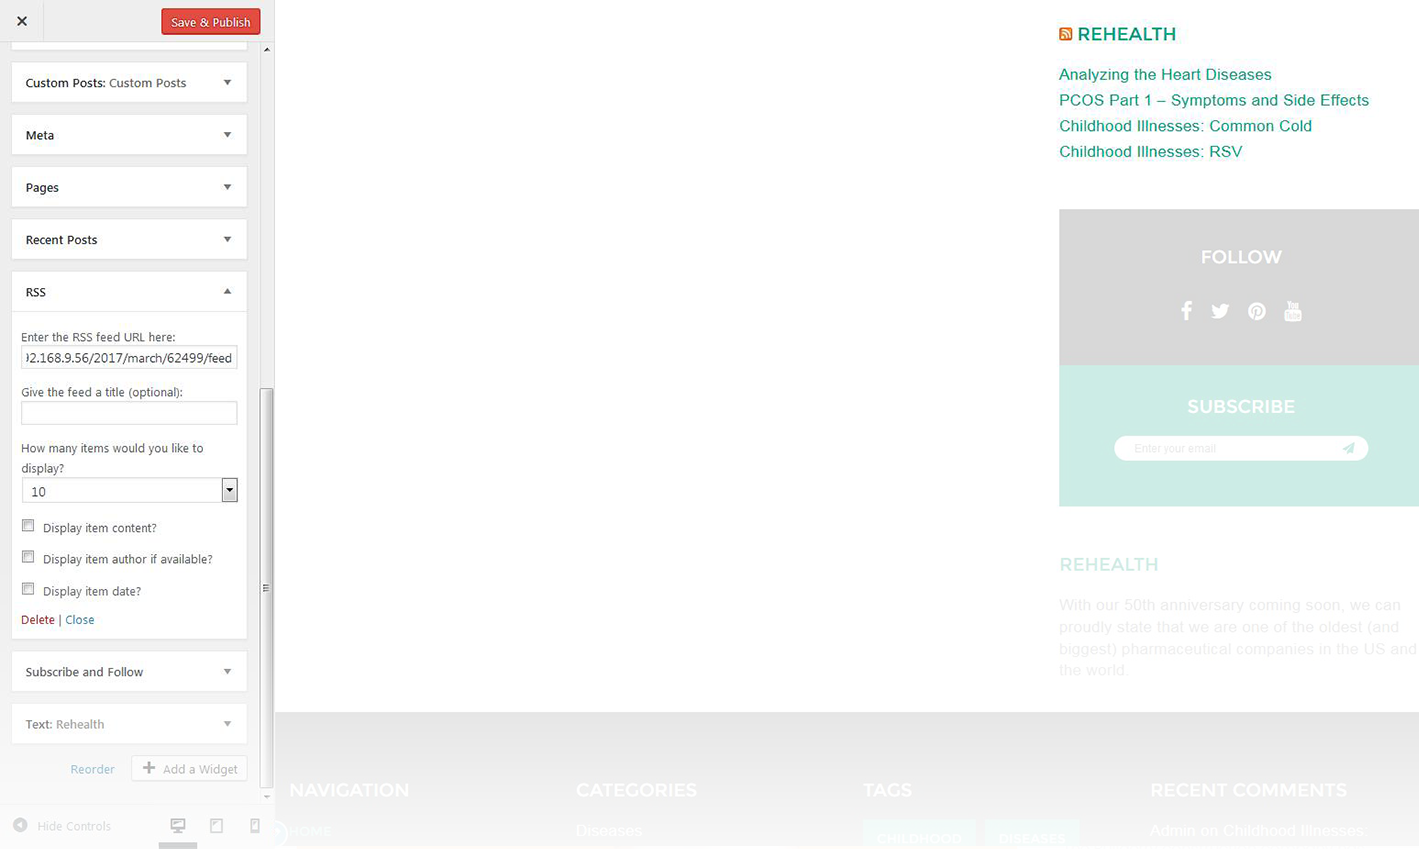 Save & Publish
Custom Posts: Custom Posts
Meta
Pages
Recent Posts
RSS
Enter the RSS feed URL here:
92.168.9.56/2017/march/62499/feed
Give the feed a title (optional):
How many items would you like to
display?
10
Display item content?
Display item author if available?
Display item date?
Delete | Close
Subscribe and Follow
Text: Rehealth
Reorder
Add a Widget
Hide Controls
REHEALTH
Analyzing the Heart Diseases
PCOS Part 1 – Symptoms and Side Effects
Childhood Illnesses: Common Cold
Childhood Illnesses: RSV
FOLLOW
You
Tube
SUBSCRIBE
Enter your email
REHEALTH
With our 50th anniversary coming soon, we can
proudly state that we are one of the oldest (and
biggest) pharmaceutical companies in the US and
the world.
NAVIGATION
HOME
CATEGORIES
Diseases
TAGS
CHILDHOOD
DISEASES
RECENT COMMENTS
Admin on Childhood Illnesses: